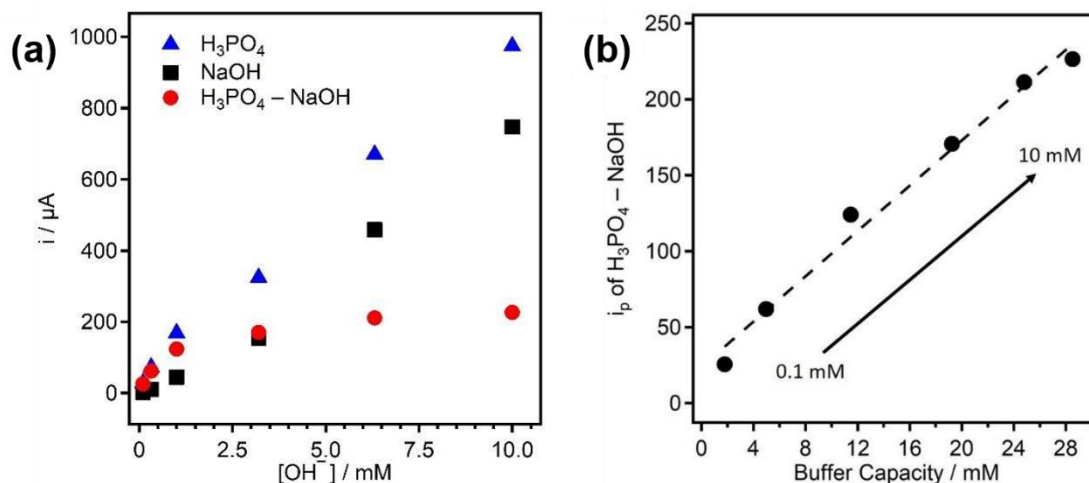 (a)
H₃PO₄
NaOH
H₃PO₄ – NaOH
i / µA
1000
800
600
400
200
0
0.0 2.5 5.0 7.5 10.0
[OH⁻] / mM
(b)
iₚ of H₃PO₄ – NaOH
250
200
150
100
50
0
10 mM
0.1 mM
0 4 8 12 16 20 24 28
Buffer Capacity / mM